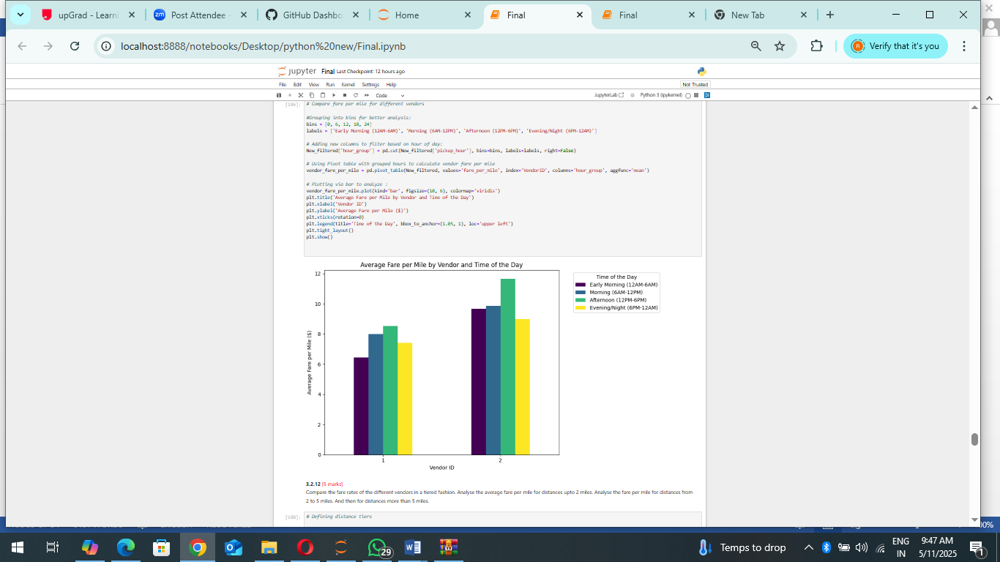 upGrad - Learni
zm
Post Attendee -
GitHub Dashbo
Home
Final
Final
New Tab
localhost:8888/notebooks/Desktop/python%20new/Final.ipynb
R
Verify that it's you
jupyter Final Last Checkpoint: 12 hours ago
File Edit View Run Kernel Settings Help
Not Trusted
Code
JupyterLab
Python 3 (ipykernel)
[186]:
# Compare fare per mile for different vendors
#Grouping into bins for better analysis:
bins = [0, 6, 12, 18, 24]
labels = ['Early Morning (12AM-6AM)', 'Morning (6AM-12PM)', 'Afternoon (12PM-6PM)', 'Evening/Night (6PM-12AM)']
# Adding new columns to filter based on hour of day:
New_filtered['hour_group'] = pd.cut(New_filtered['pickup_hour'], bins=bins, labels=labels, right=False)
# Using Pivot table with grouped hours to calculate vendor fare per mile
vendor_fare_per_mile = pd.pivot_table(New_filtered, values='fare_per_mile', index='VendorID', columns='hour_group', aggfunc='mean')
# Plotting via bar to analyze :
vendor_fare_per_mile.plot(kind='bar', figsize=(10, 6), colormap='viridis')
plt.title('Average Fare per Mile by Vendor and Time of the Day')
plt.xlabel('Vendor ID')
plt.ylabel('Average Fare per Mile ($)')
plt.xticks(rotation=0)
plt.legend(title='Time of the Day', bbox_to_anchor=(1.05, 1), loc='upper left')
plt.tight_layout()
plt.show()
Average Fare per Mile by Vendor and Time of the Day
12
10
8
6
4
2
0
Average Fare per Mile ($)
1
2
Vendor ID
Time of the Day
Early Morning (12AM-6AM)
Morning (6AM-12PM)
Afternoon (12PM-6PM)
Evening/Night (6PM-12AM)
3.2.12 [5 marks]
Compare the fare rates of the different vendors in a tiered fashion. Analyse the average fare per mile for distances upto 2 miles. Analyse the fare per mile for distances from
2 to 5 miles. And then for distances more than 5 miles.
[188]:
# Defining distance tiers
00%
29
Temps to drop
ENG
IN
9:47 AM
5/11/2025
1